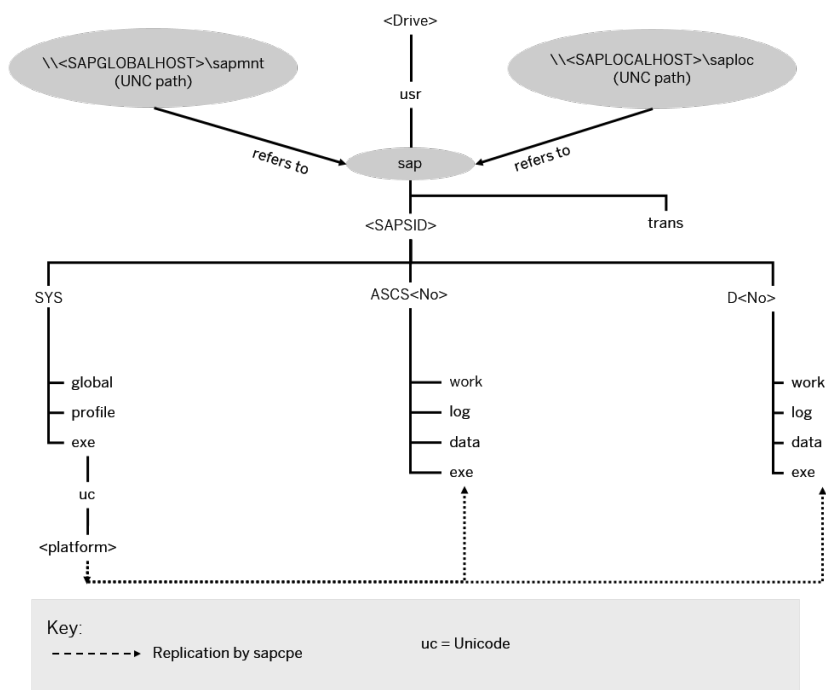 <Drive>
\\<SAPGLOBALHOST>\sapmnt
(UNC path)
\\<SAPLOCALHOST>\saploc
(UNC path)
usr
refers to
refers to
sap
<SAPSID>
trans
SYS
ASCS<No>
D<No>
global
profile
exe
uc
<platform>
work
log
data
exe
work
log
data
exe
Key:
Replication by sapcpe
uc = Unicode